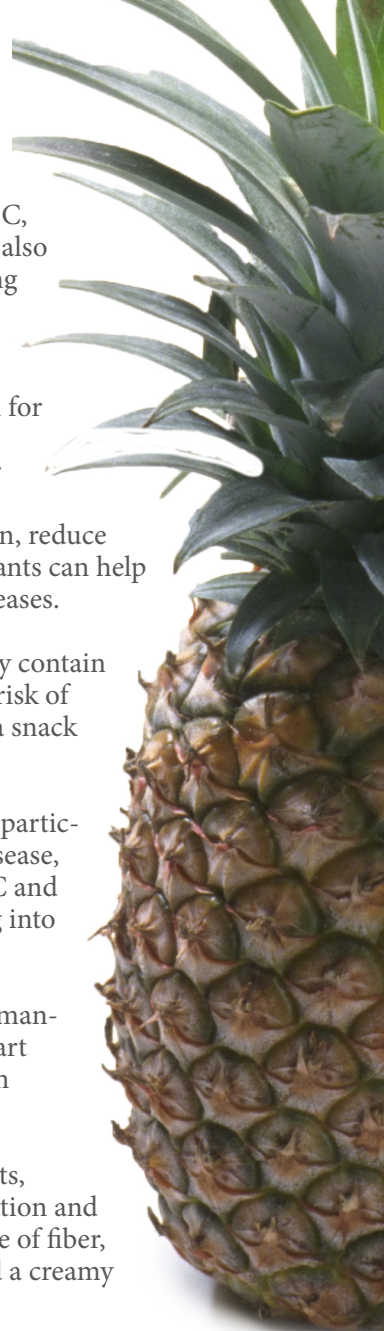 C,
also
ng
for
n, reduce
ants can help
eases.
y contain
risk of
a snack
partic-
sease,
C and
g into
man-
art
n
ts,
tion and
e of fiber,
d a creamy